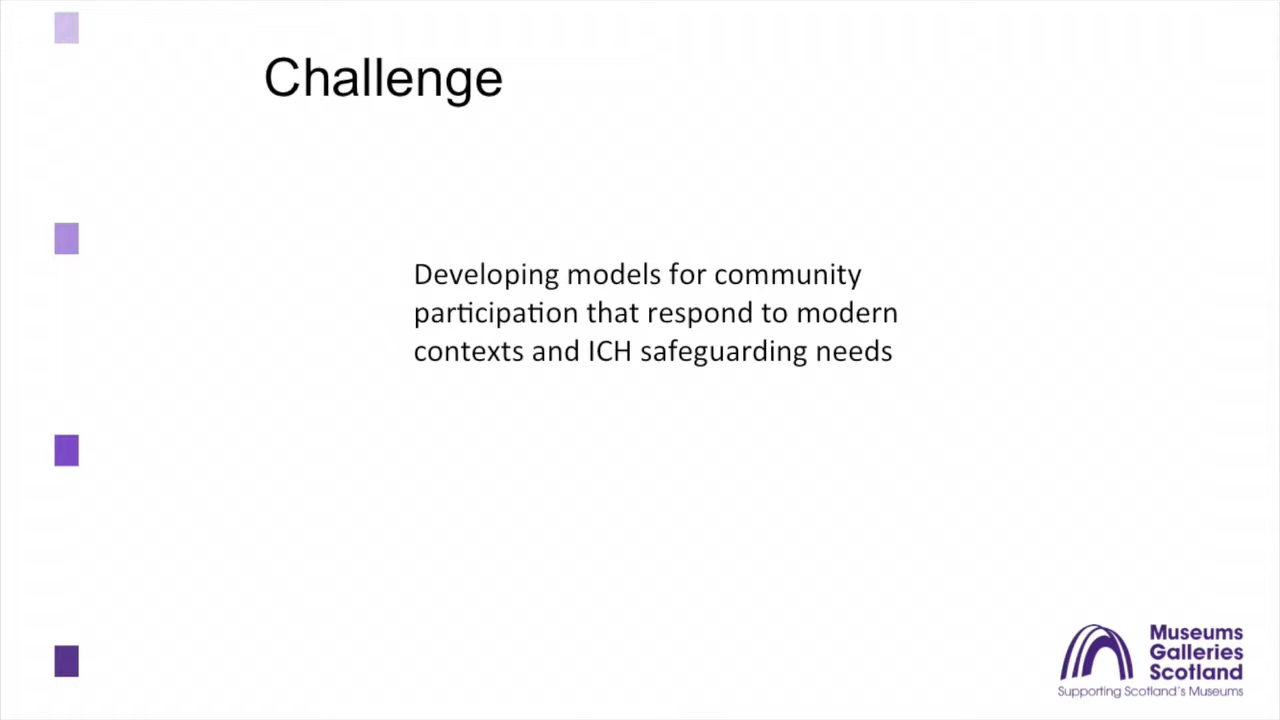 Challenge
Developing models for community
participation that respond to modern
contexts and ICH safeguarding needs
Museums
Galleries
Scotland
Supporting Scotland's Museums